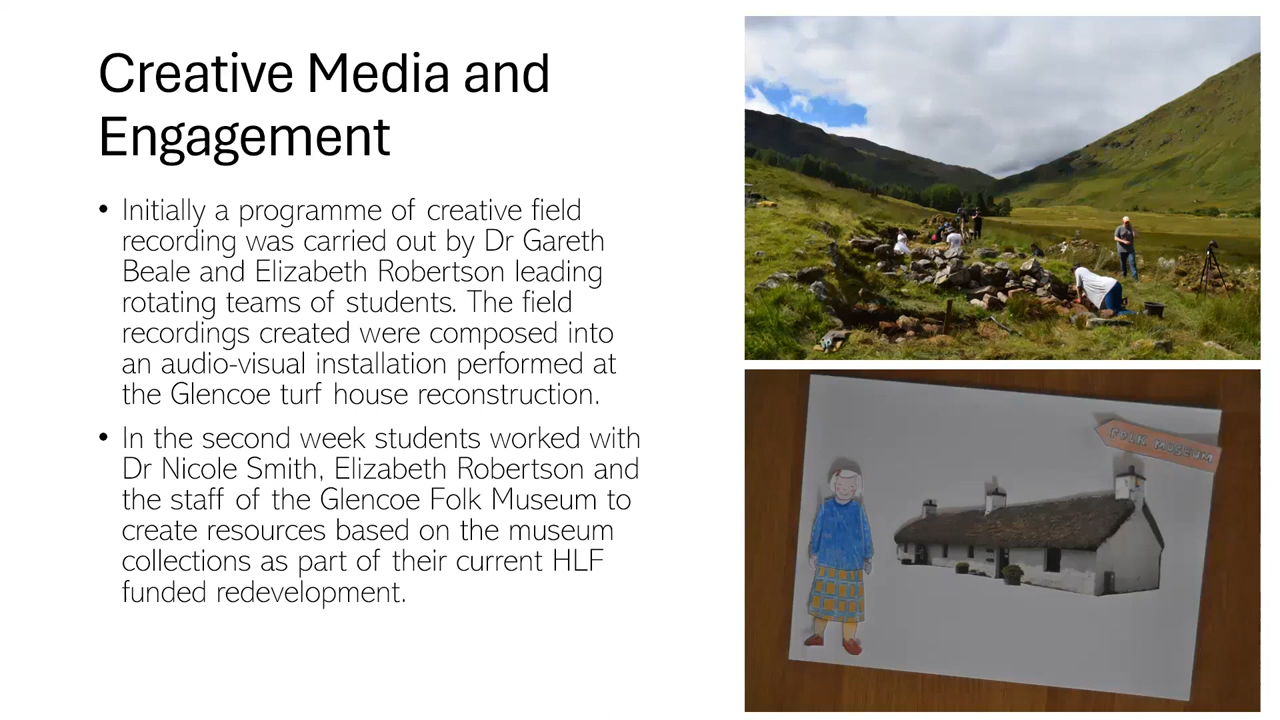 Creative Media and
Engagement
• Initially a programme of creative field
recording was carried out by Dr Gareth
Beale and Elizabeth Robertson leading
rotating teams of students. The field
recordings created were composed into
an audio-visual installation performed at
the Glencoe turf house reconstruction.
• In the second week students worked with
Dr Nicole Smith, Elizabeth Robertson and
the staff of the Glencoe Folk Museum to
create resources based on the museum
collections as part of their current HLF
funded redevelopment.
FOLK MUSEUM